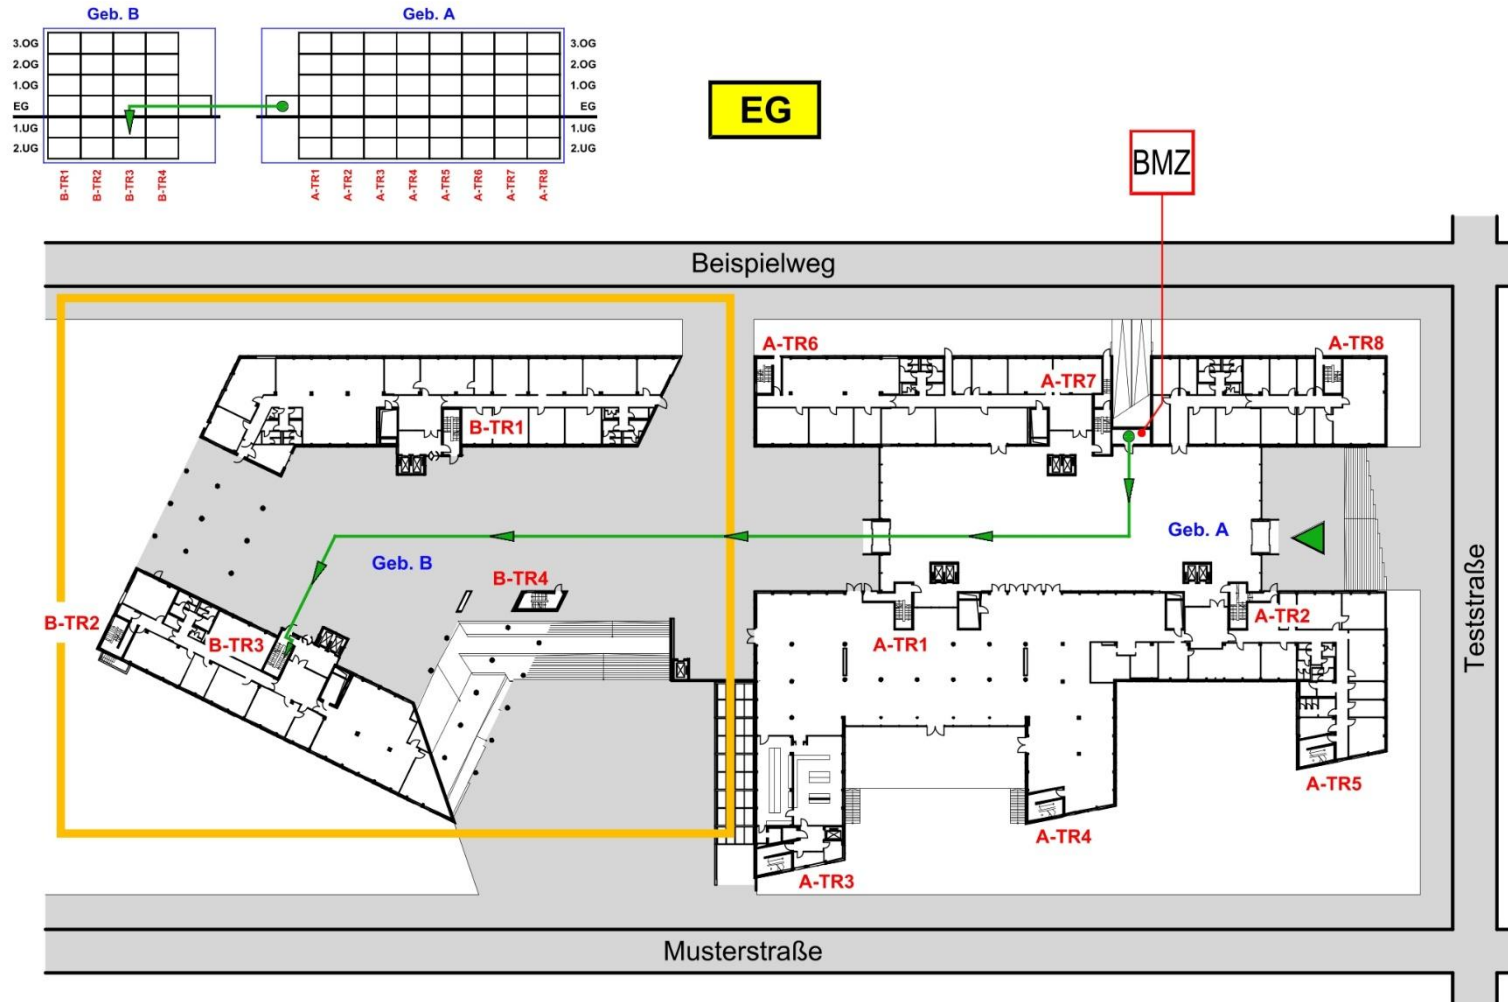 Geb. B
Geb. A
3.OG
3.OG
2.OG
2.OG
1.OG
1.OG
EG
EG
1.UG
1.UG
2.UG
2.UG
B-TR1
B-TR2
B-TR3
B-TR4
A-TR1
A-TR2
A-TR3
A-TR4
A-TR5
A-TR6
A-TR7
A-TR8
EG
BMZ
Beispielweg
A-TR6
A-TR8
A-TR7
B-TR1
Geb. A
Geb. B
B-TR4
B-TR2
B-TR3
A-TR1
A-TR2
Teststraße
A-TR5
A-TR4
A-TR3
Musterstraße